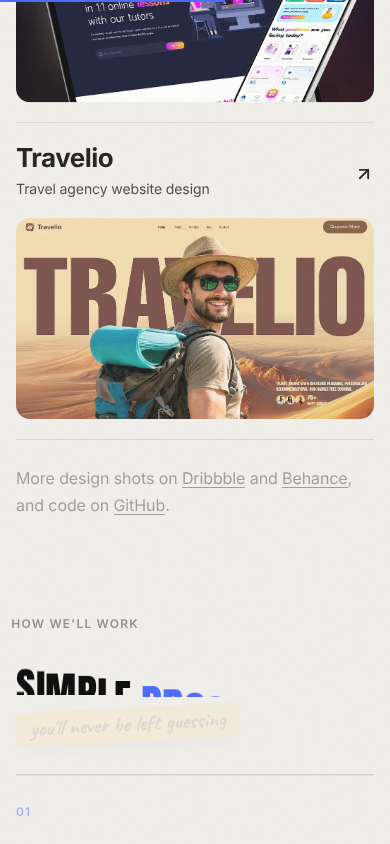 in 1:1 online lessons
with our tutors
What problems are you
facing today?
Travelio
Travel agency website design
Travelio
Discover More
TRAVELIO
More design shots on Dribbble and Behance,
and code on GitHub.
HOW WE'LL WORK
SIMPLE
you'll never be left guessing
01